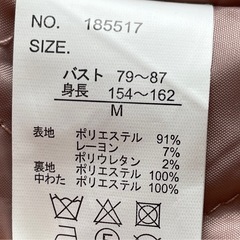 NO. 185517
SIZE.
バスト 79〜87
身長 154〜162
M
表地 ポリエステル 91%
レーヨン 7%
ポリウレタン 2%
裏地 ポリエステル 100%
中わた ポリエステル 100%